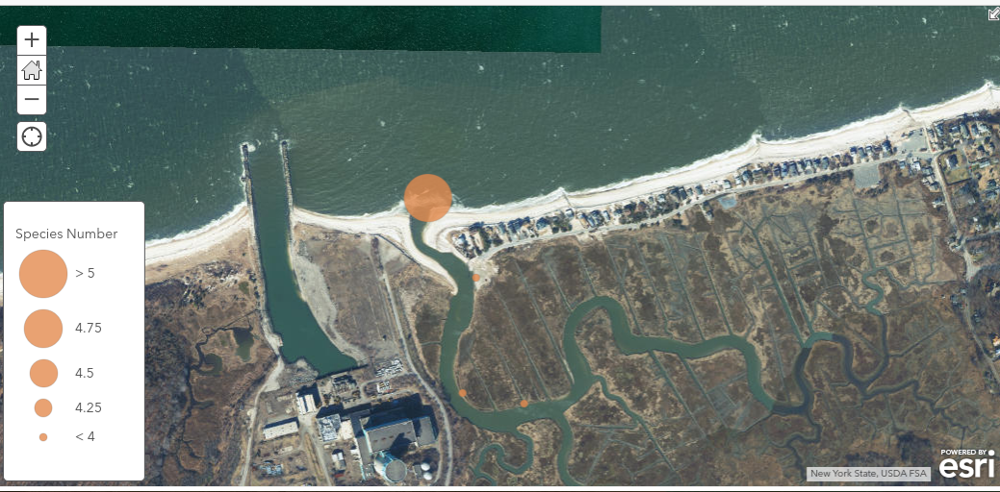 +
−
Species Number
> 5
4.75
4.5
4.25
< 4
POWERED BY
esri
New York State, USDA FSA